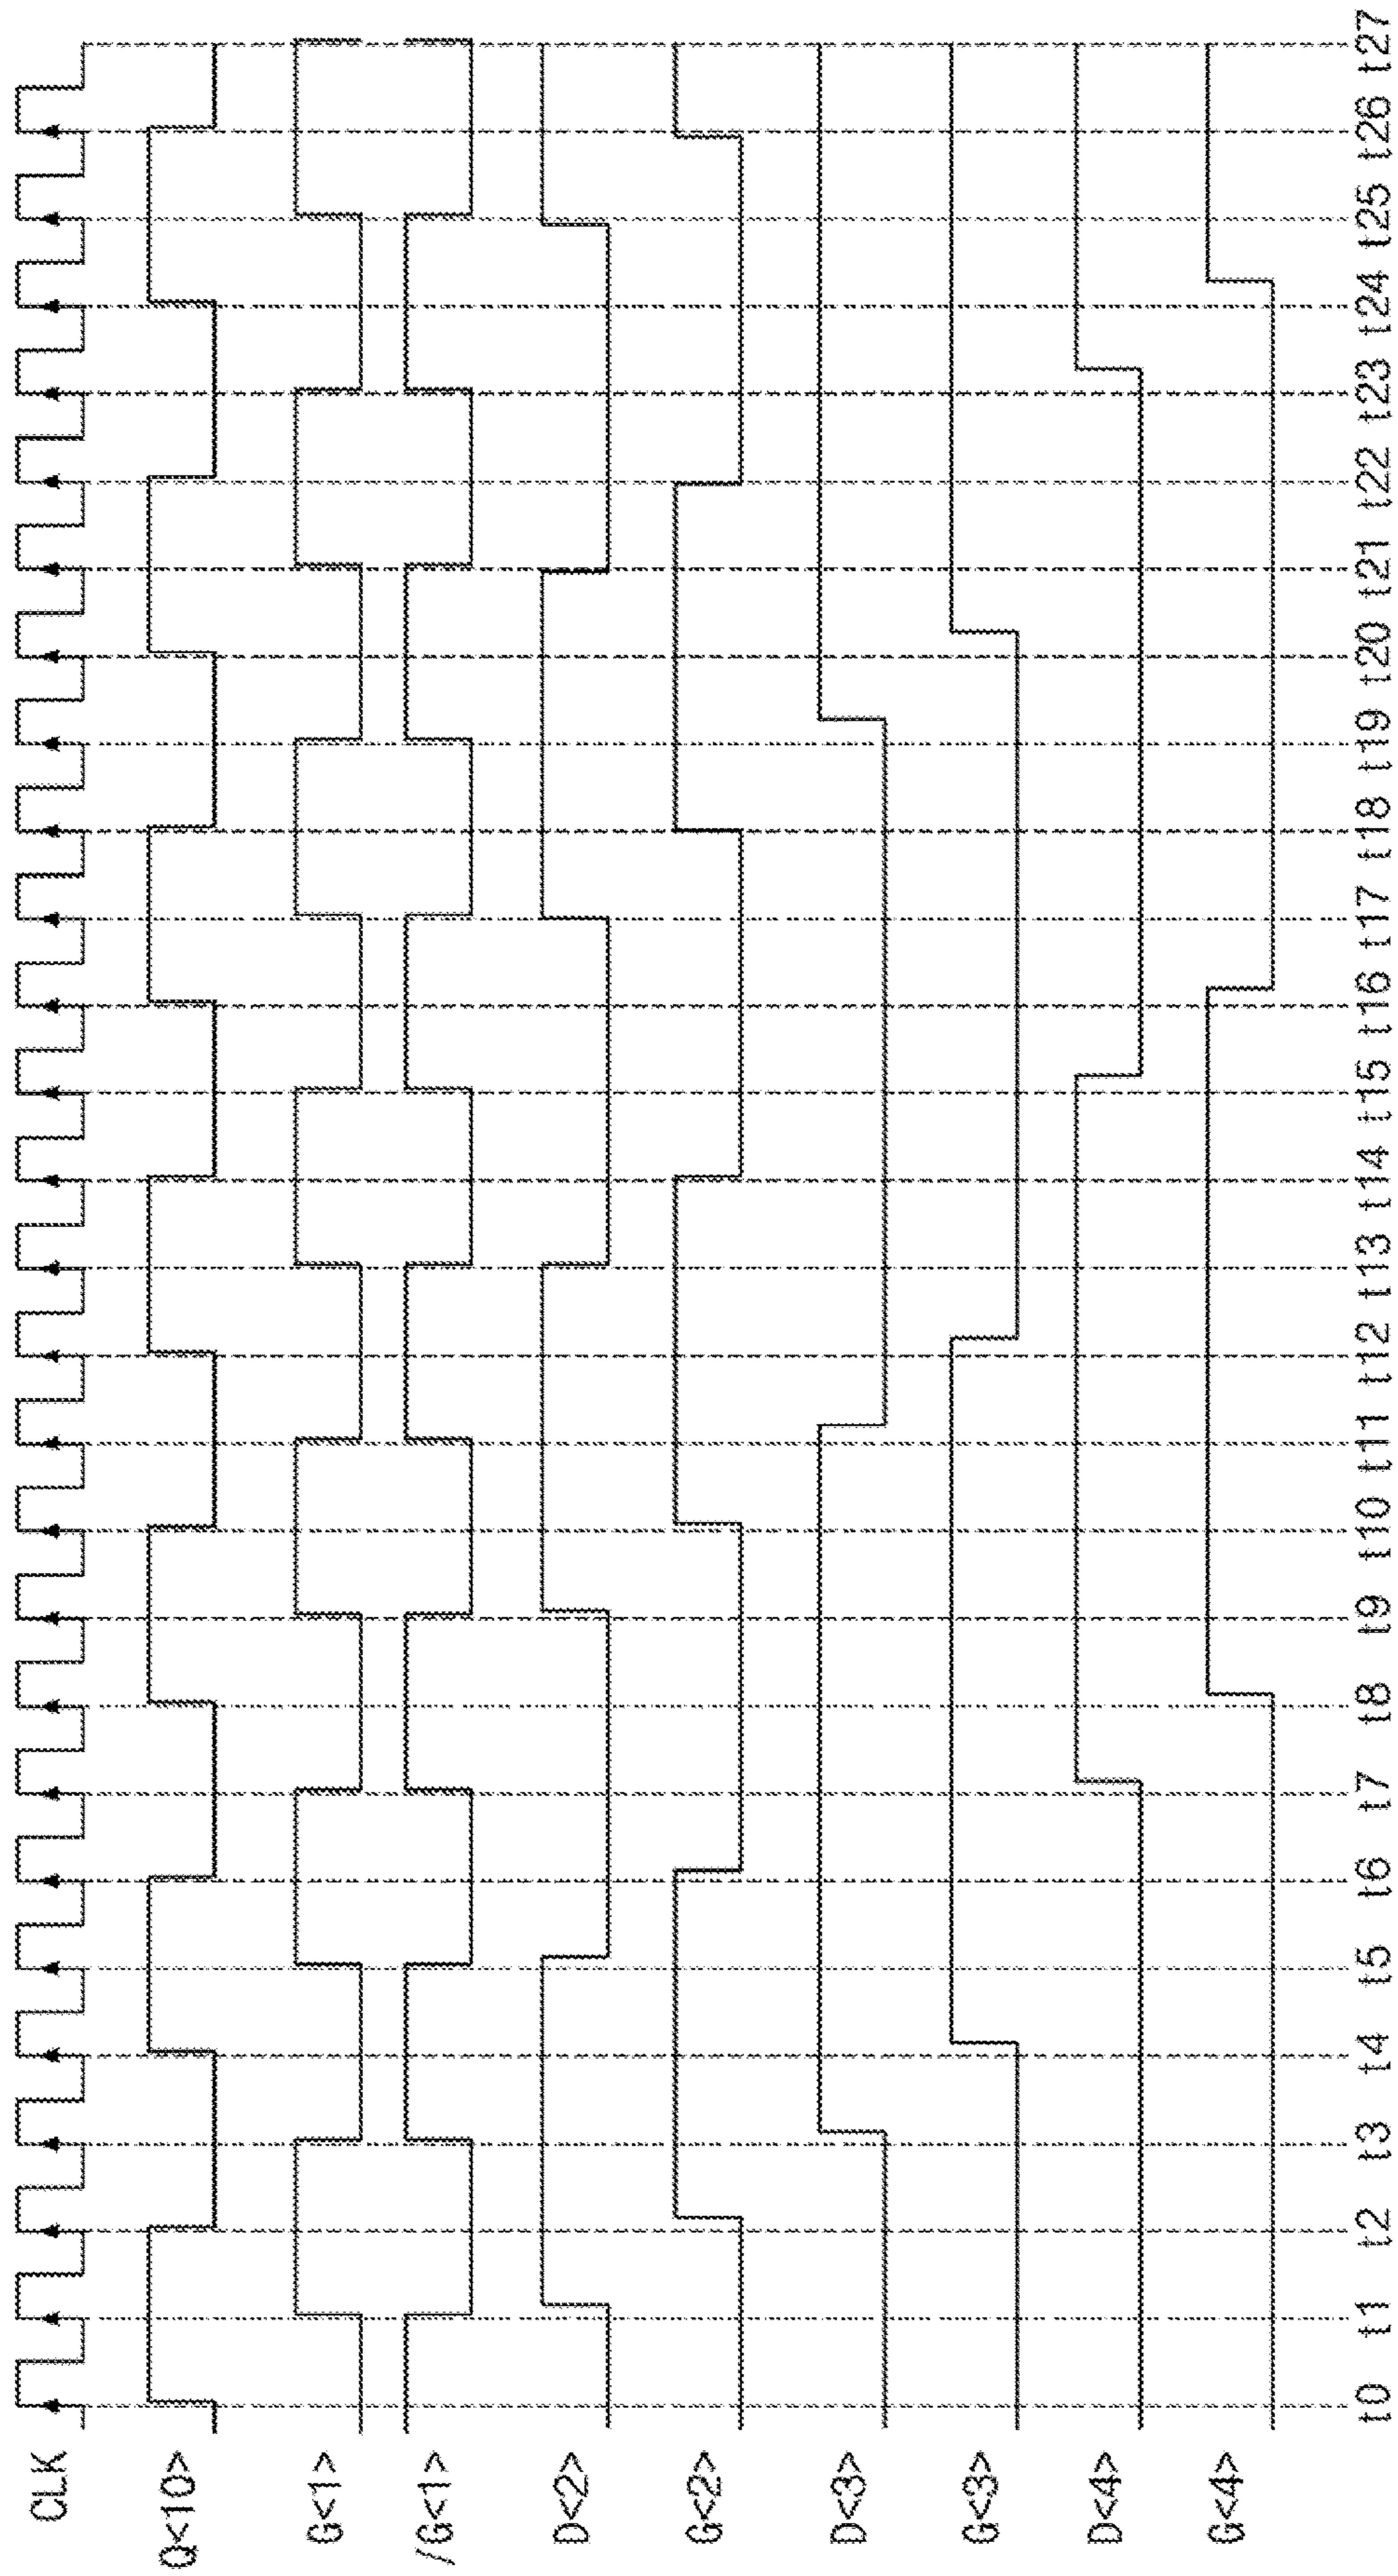 CLK
Q<10>
G<1>
/G<1>
D<2>
G<2>
D<3>
G<3>
D<4>
G<4>
t0 t1 t2 t3 t4 t5 t6 t7 t8 t9 t10 t11 t12 t13 t14 t15 t16 t17 t18 t19 t20 t21 t22 t23 t24 t25 t26 t27